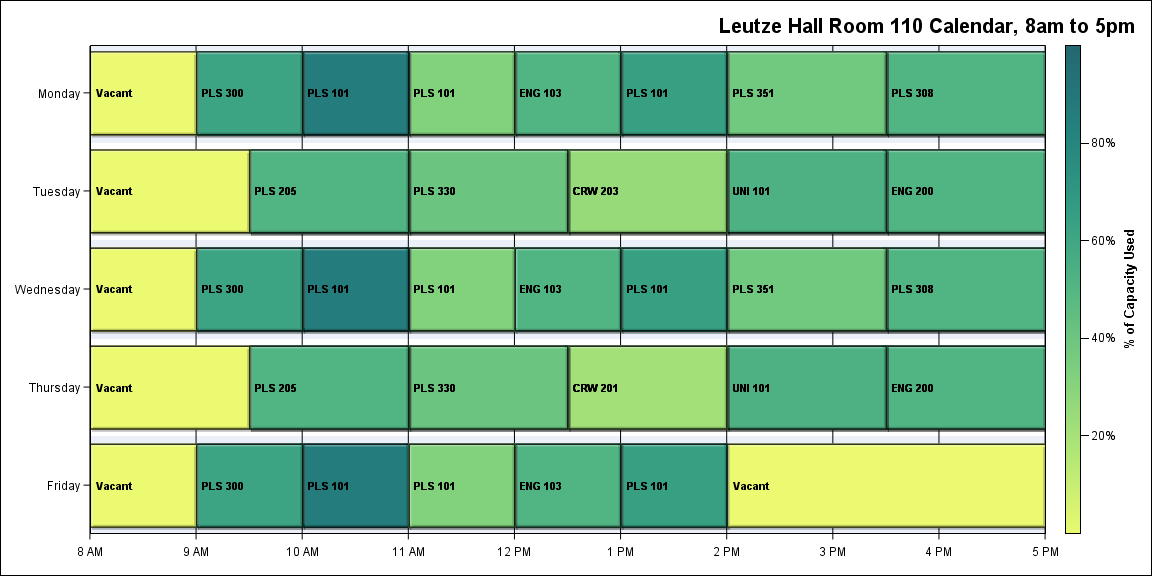 Leutze Hall Room 110 Calendar, 8am to 5pm
Monday
Vacant
PLS 300
PLS 101
PLS 101
ENG 103
PLS 101
PLS 351
PLS 308
Tuesday
Vacant
PLS 205
PLS 330
CRW 203
UNI 101
ENG 200
Wednesday
Vacant
PLS 300
PLS 101
PLS 101
ENG 103
PLS 101
PLS 351
PLS 308
Thursday
Vacant
PLS 205
PLS 330
CRW 201
UNI 101
ENG 200
Friday
Vacant
PLS 300
PLS 101
PLS 101
ENG 103
PLS 101
Vacant
8 AM
9 AM
10 AM
11 AM
12 PM
1 PM
2 PM
3 PM
4 PM
5 PM
80%
60%
40%
20%
% of Capacity Used